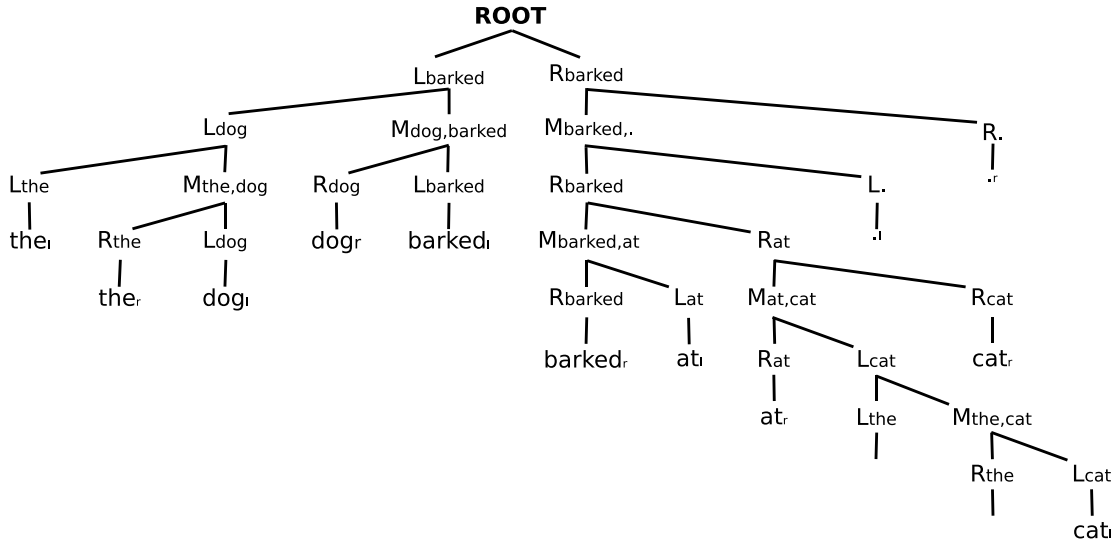 ROOT
Lbarked Rbarked
Ldog Mdog,barked Mbarked,. R.
Lthe Mthe,dog Rdog Lbarked Rbarked L. .r
thel Rthe Ldog dogr barkedl Mbarked,at Rat .l
ther dogl Rbarked Lat Mat,cat Rcat
barkedr atl Rat Lcat catr
atr Lthe Mthe,cat
Rthe Lcat
catl